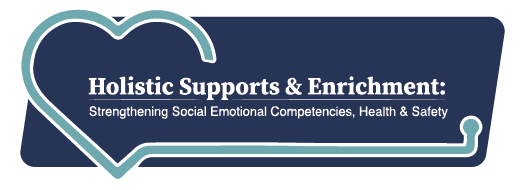 Holistic Supports & Enrichment:
Strengthening Social Emotional Competencies, Health & Safety